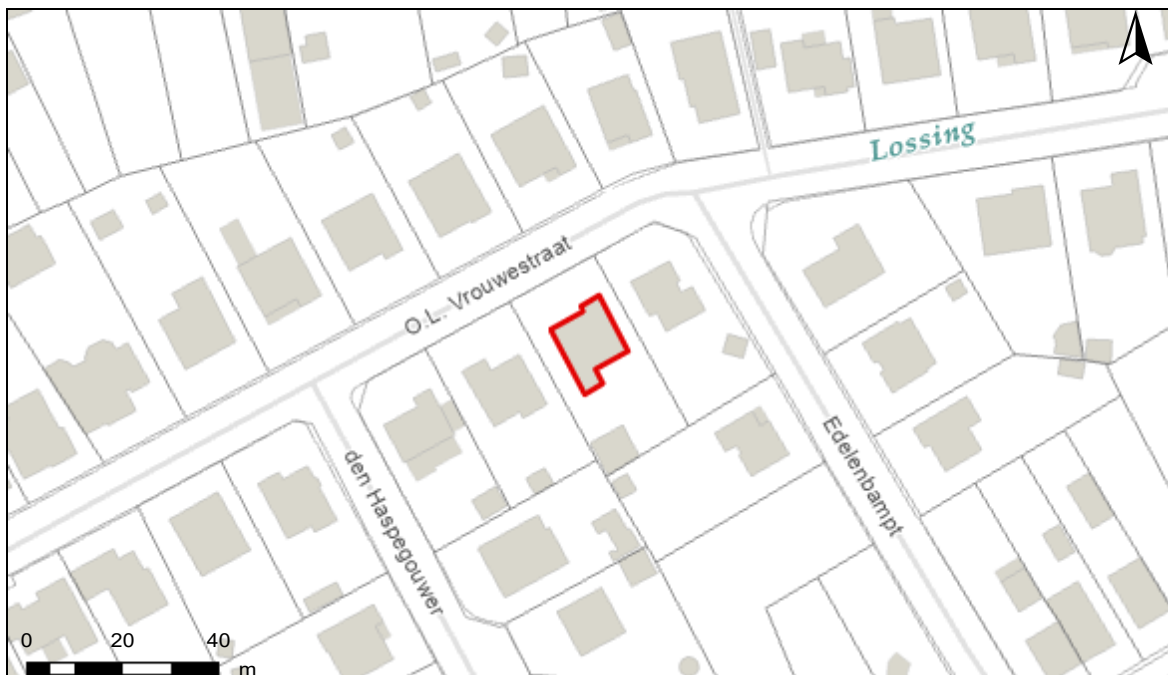 Lossing
O.L. Vrouwestraat
den Haspegouwer
Edelenbampt
0 20 40
m